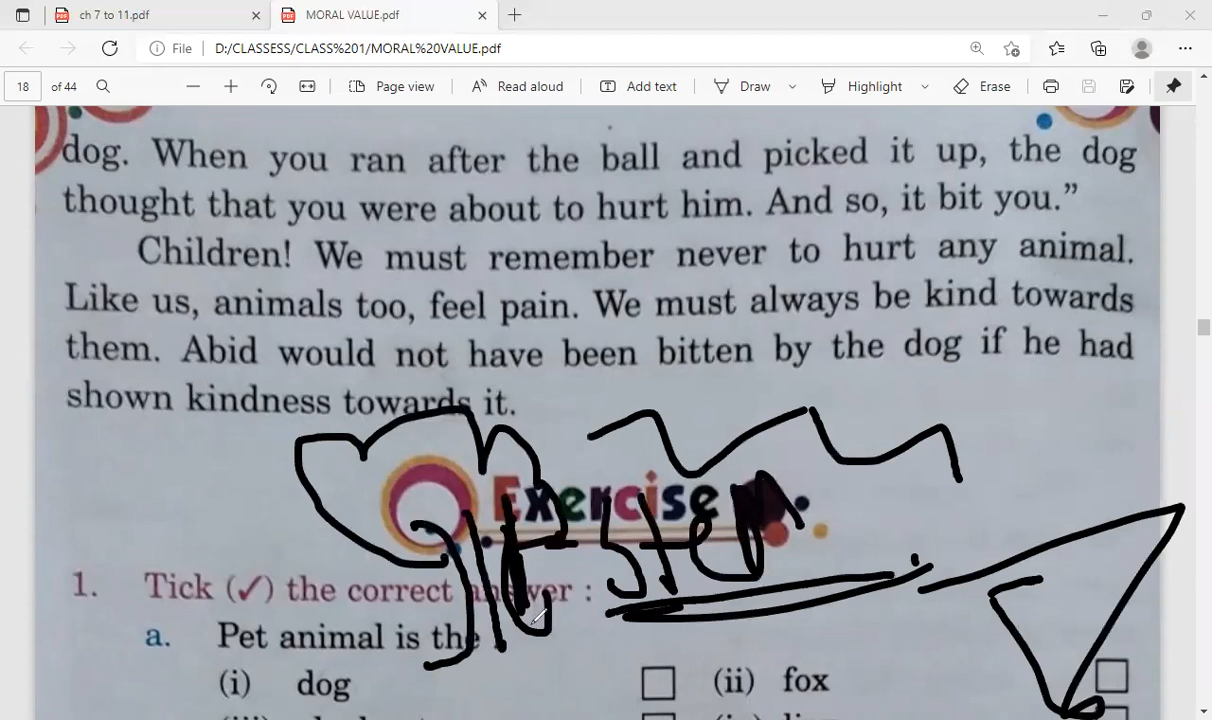 ch 7 to 11.pdf
MORAL VALUE.pdf
File D:/CLASSESS/CLASS%201/MORAL%20VALUE.pdf
18 of 44 Page view Read aloud Add text Draw Highlight Erase
dog. When you ran after the ball and picked it up, the dog
thought that you were about to hurt him. And so, it bit you.”
Children! We must remember never to hurt any animal.
Like us, animals too, feel pain. We must always be kind towards
them. Abid would not have been bitten by the dog if he had
shown kindness towards it.
Exercise
1. Tick (✓) the correct answer :
a. Pet animal is the
(i) dog (ii) fox